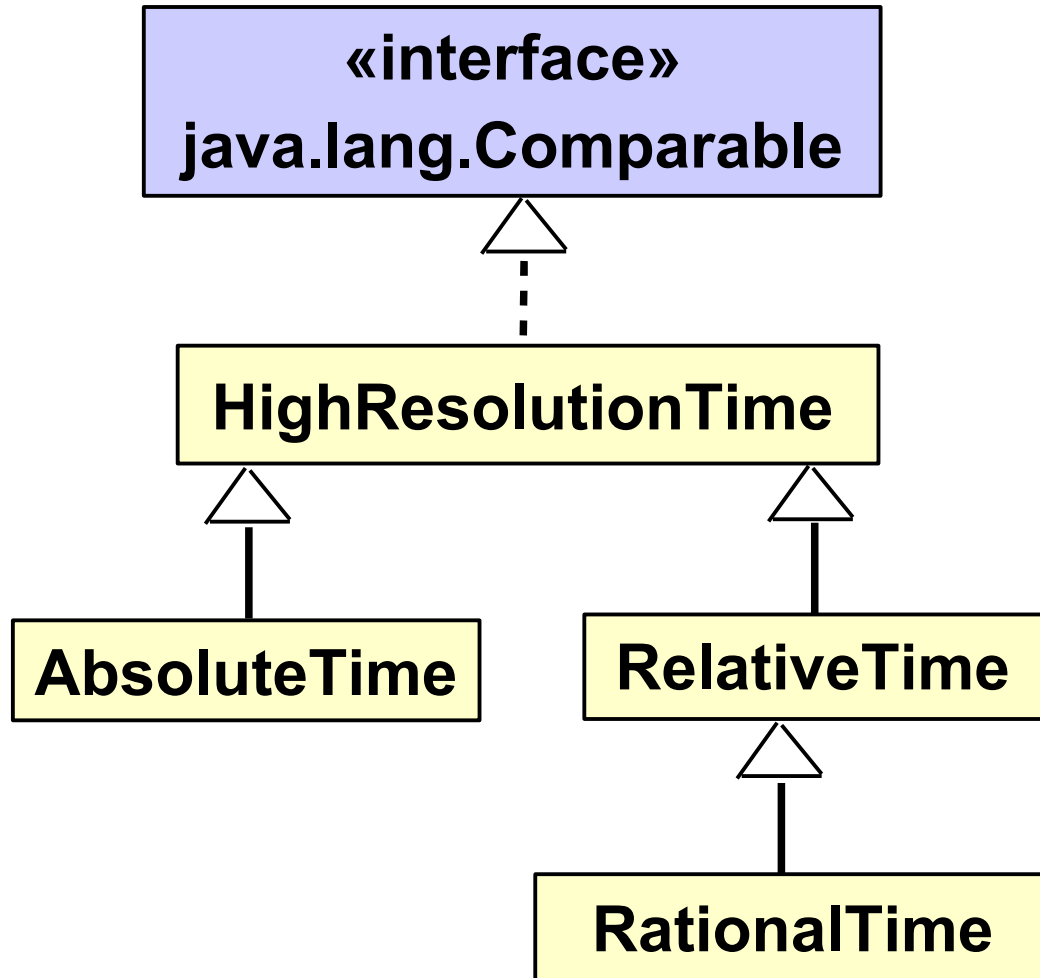 «interface»
java.lang.Comparable
HighResolutionTime
AbsoluteTime
RelativeTime
RationalTime